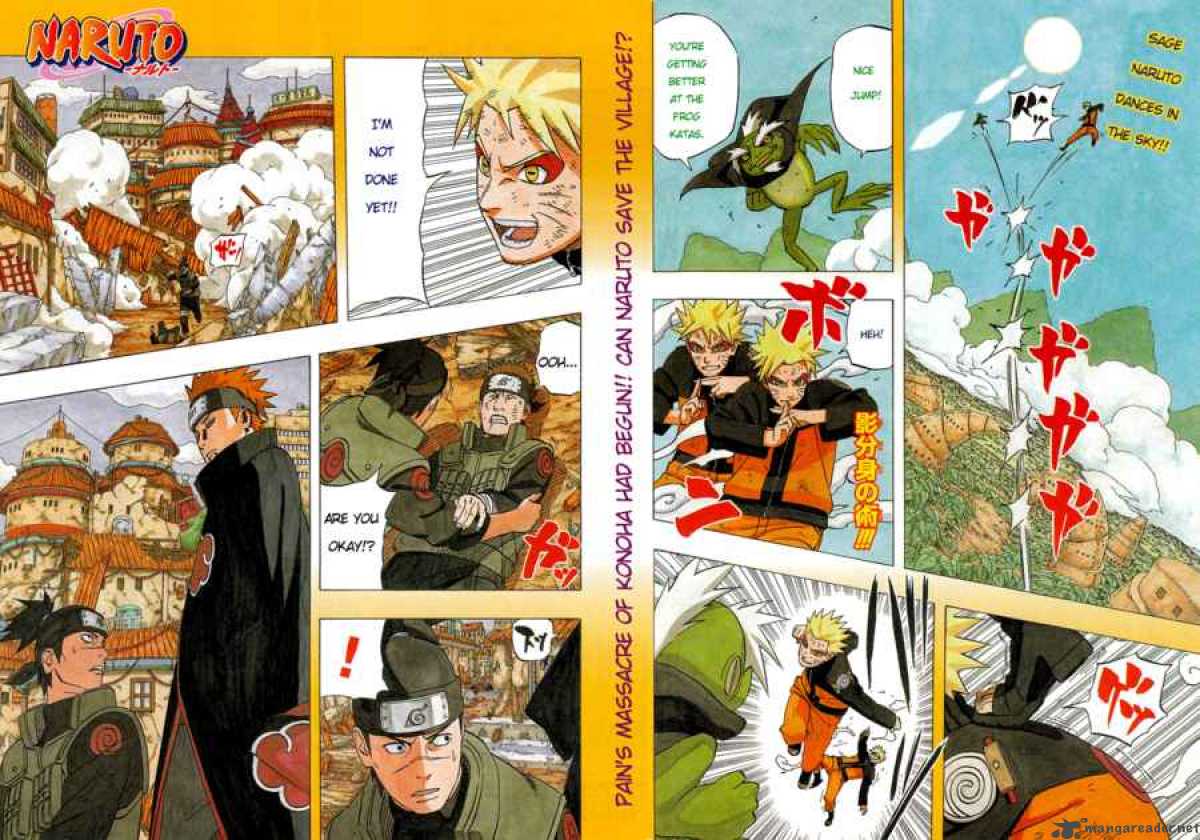 SAGE
NARUTO
DANCES IN
THE SKY!!
ガ
ガ
ガ
ガ
ガ
NICE
JUMP!
YOU'RE
GETTING
BETTER
AT THE
FROG
KATAS.
HEH!
ボン
影分身の術!!!
グッ
PAIN'S MASSACRE OF KONOHA HAD BEGUN!! CAN NARUTO SAVE THE VILLAGE!?
NARUTO
-ナルト-
I'M
NOT
DONE
YET!!
ザッ
OOH...
ARE YOU
OKAY!?
ガッ
!
mangareader.net